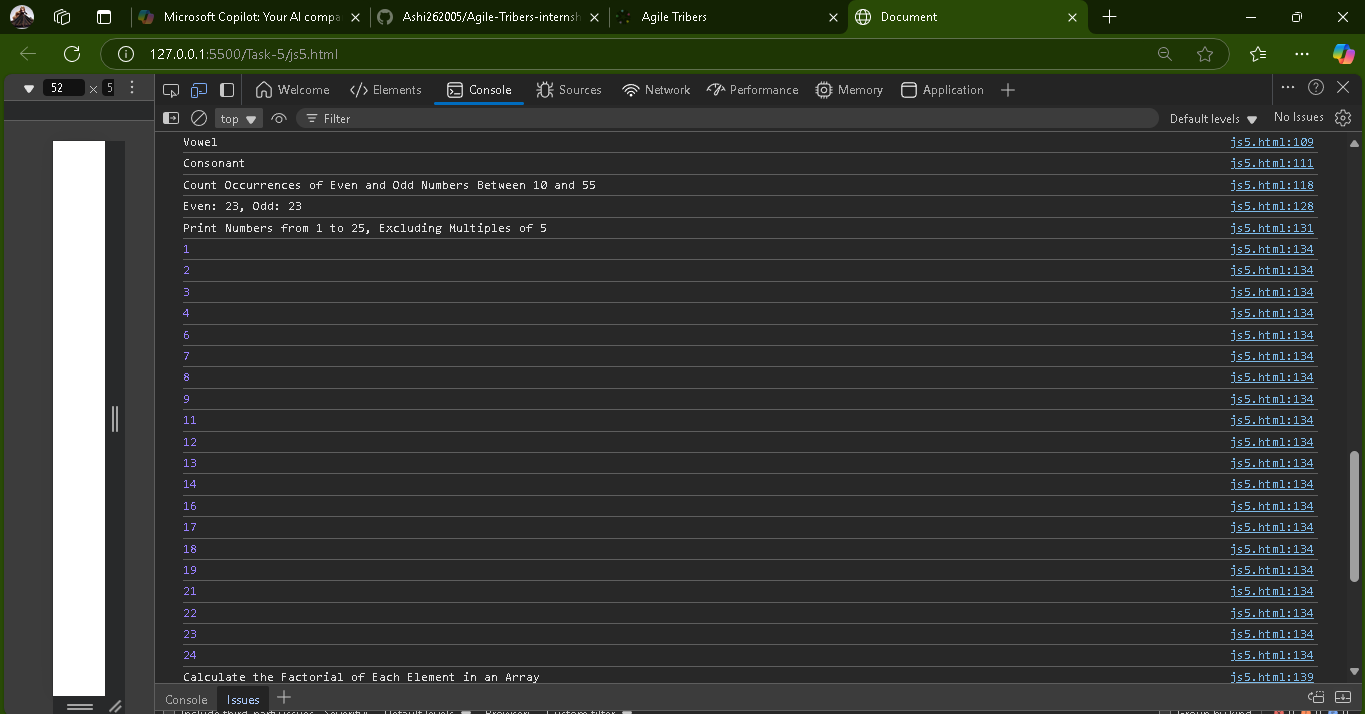 Microsoft Copilot: Your AI compa
Ashi262005/Agile-Tribers-internsh
Agile Tribers
Document
127.0.0.1:5500/Task-5/js5.html
52 × 5
Welcome
Elements
Console
Sources
Network
Performance
Memory
Application
top
Filter
Default levels
No Issues
Vowel js5.html:109
Consonant js5.html:111
Count Occurrences of Even and Odd Numbers Between 10 and 55 js5.html:118
Even: 23, Odd: 23 js5.html:128
Print Numbers from 1 to 25, Excluding Multiples of 5 js5.html:131
1 js5.html:134
2 js5.html:134
3 js5.html:134
4 js5.html:134
6 js5.html:134
7 js5.html:134
8 js5.html:134
9 js5.html:134
11 js5.html:134
12 js5.html:134
13 js5.html:134
14 js5.html:134
16 js5.html:134
17 js5.html:134
18 js5.html:134
19 js5.html:134
21 js5.html:134
22 js5.html:134
23 js5.html:134
24 js5.html:134
Calculate the Factorial of Each Element in an Array js5.html:139
Console
Issues